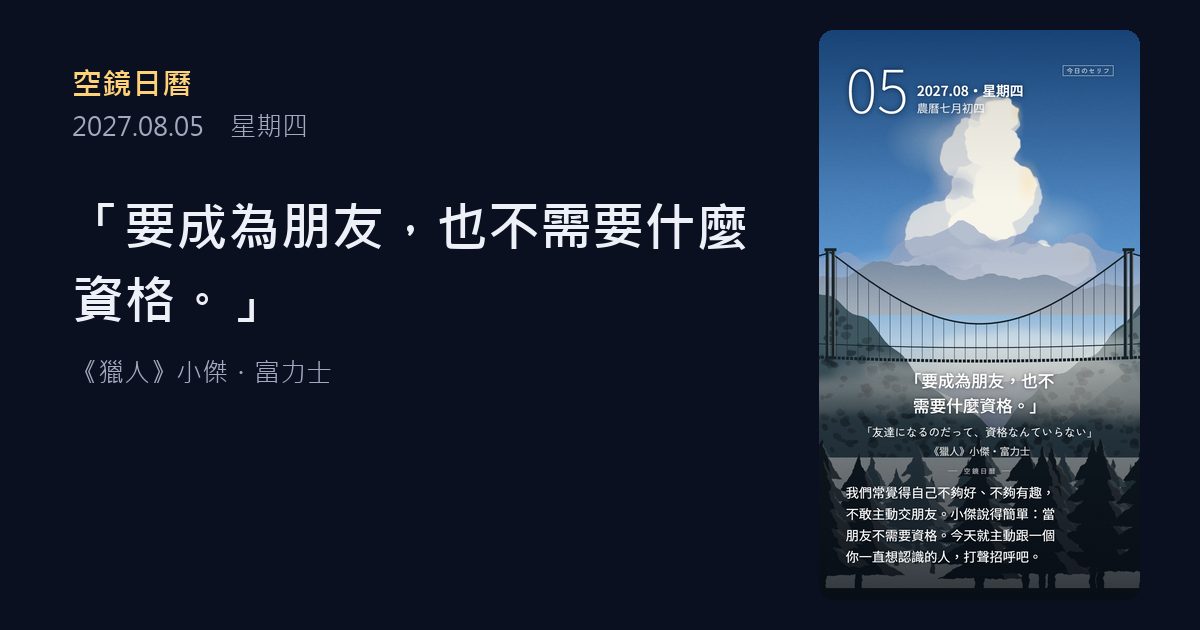 空鏡日曆
2027.08.05 星期四
「要成為朋友，也不需要什麼
資格。」
《獵人》小傑・富力士
今日のセリフ
05
2027.08・星期四
農曆七月初四
「要成為朋友，也不
需要什麼資格。」
「友達になるのだって、資格なんていらない」
《獵人》小傑・富力士
— 空鏡日曆 —
我們常覺得自己不夠好、不夠有趣，
不敢主動交朋友。小傑說得簡單：當
朋友不需要資格。今天就主動跟一個
你一直想認識的人，打聲招呼吧。